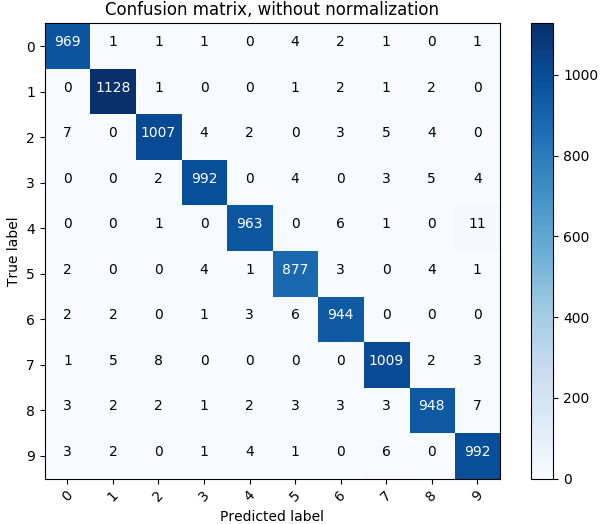 Confusion matrix, without normalization
0 969 1 1 1 0 4 2 1 0 1
1 0 1128 1 0 0 1 2 1 2 0
2 7 0 1007 4 2 0 3 5 4 0
3 0 0 2 992 0 4 0 3 5 4
4 0 0 1 0 963 0 6 1 0 11
5 2 0 0 4 1 877 3 0 4 1
6 2 2 0 1 3 6 944 0 0 0
7 1 5 8 0 0 0 0 1009 2 3
8 3 2 2 1 2 3 3 3 948 7
9 3 2 0 1 4 1 0 6 0 992
0 1 2 3 4 5 6 7 8 9
True label
Predicted label
1000
800
600
400
200
0